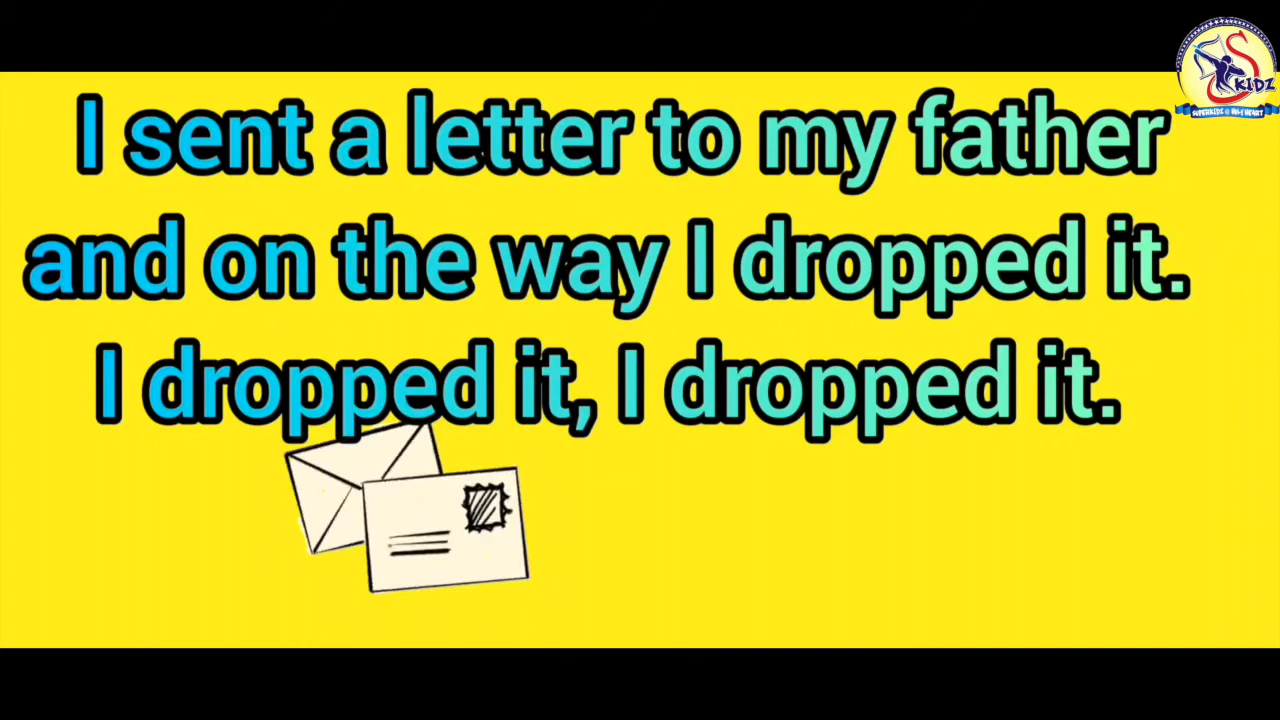 I sent a letter to my father
and on the way I dropped it.
I dropped it, I dropped it.
S
KIDZ